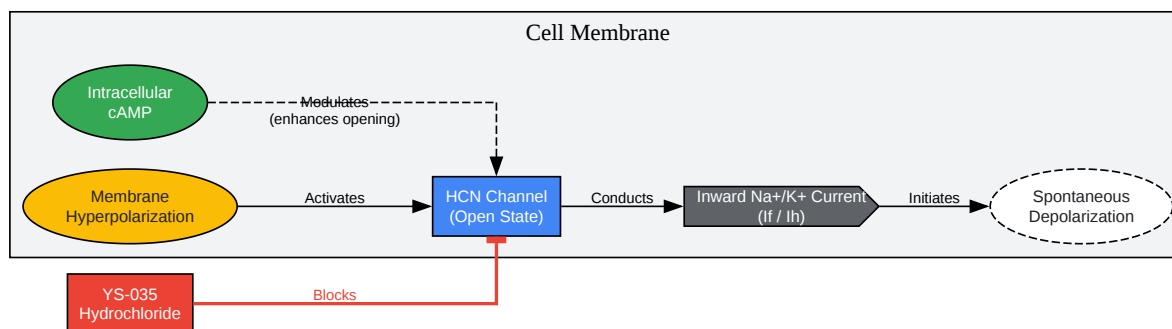 Cell Membrane
Intracellular
cAMP
Modulates
(enhances opening)
Membrane
Hyperpolarization
Activates
HCN Channel
(Open State)
Conducts
Inward Na+/K+ Current
(If / Ih)
Initiates
Spontaneous
Depolarization
YS-035
Hydrochloride
Blocks